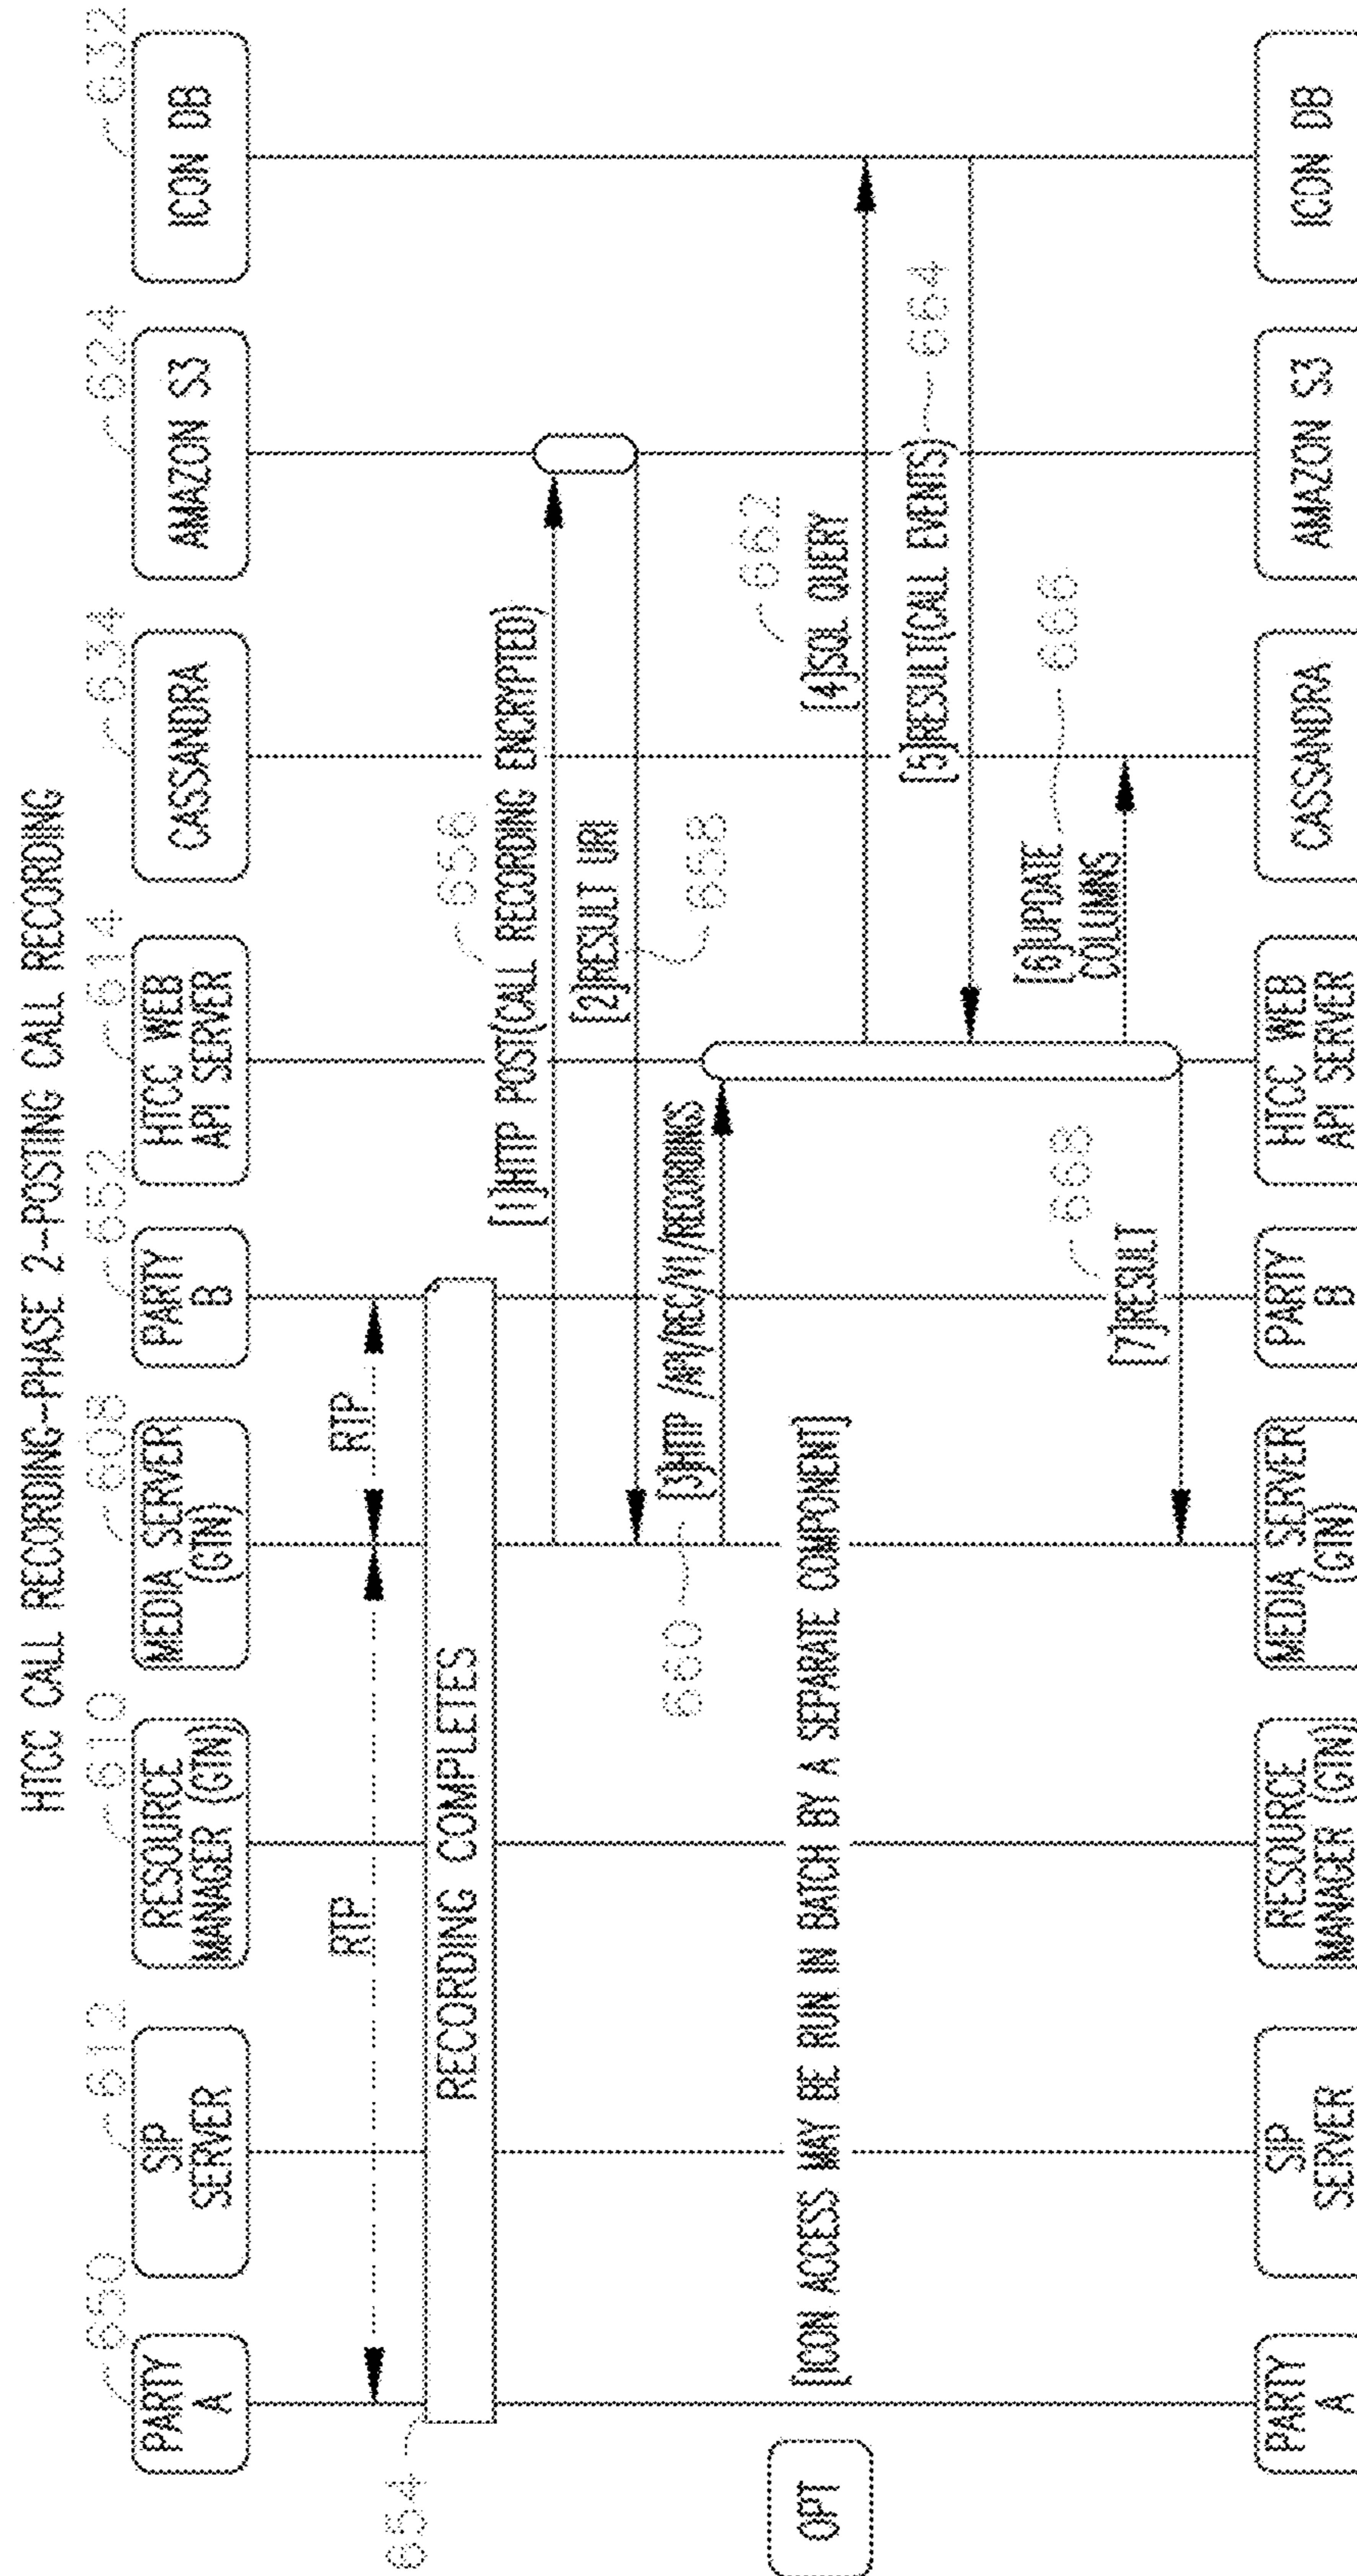 HTCC CALL RECORDING--PHASE 2--POSTING CALL RECORDING
650
612
610
608
652
614
634
624
632
PARTY
A
SIP
SERVER
RESOURCE
MANAGER (GTN)
MEDIA SERVER
(GTN)
PARTY
B
HTCC WEB
API SERVER
CASSANDRA
AMAZON S3
ICON DB
RTP
RTP
654
RECORDING COMPLETES
656
[1]HTTP POST(CALL RECORDING ENCRYPTED)
[2]RESULT URI
658
660
[3]HTTP /API/REC/V1/RECORDINGS
662
OPT
[ICON ACCESS MAY BE RUN IN BATCH BY A SEPARATE COMPONENT]
[4]SQL QUERY
[5]RESULT(CALL EVENTS)
664
666
[6]UPDATE
COLUMNS
668
[7]RESULT
PARTY
A
SIP
SERVER
RESOURCE
MANAGER (GTN)
MEDIA SERVER
(GTN)
PARTY
B
HTCC WEB
API SERVER
CASSANDRA
AMAZON S3
ICON DB